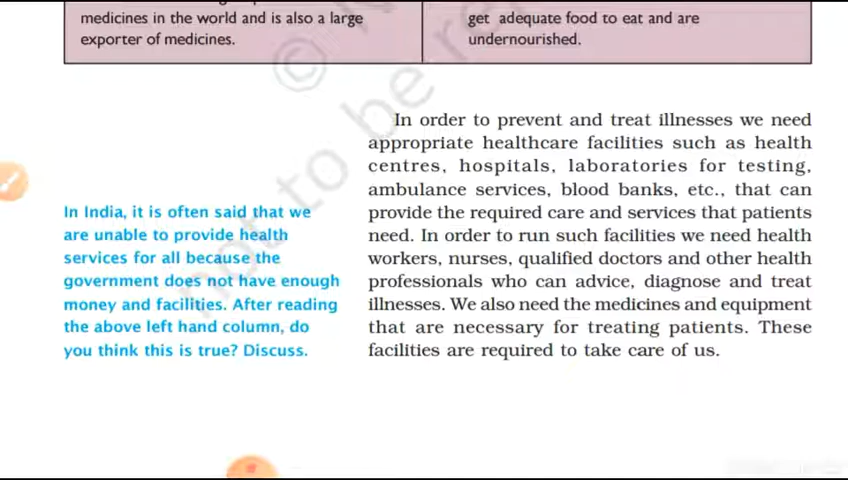 medicines in the world and is also a large
exporter of medicines.
get adequate food to eat and are
undernourished.
In order to prevent and treat illnesses we need
appropriate healthcare facilities such as health
centres, hospitals, laboratories for testing,
ambulance services, blood banks, etc., that can
provide the required care and services that patients
need. In order to run such facilities we need health
workers, nurses, qualified doctors and other health
professionals who can advice, diagnose and treat
illnesses. We also need the medicines and equipment
that are necessary for treating patients. These
facilities are required to take care of us.
In India, it is often said that we
are unable to provide health
services for all because the
government does not have enough
money and facilities. After reading
the above left hand column, do
you think this is true? Discuss.
not to be re